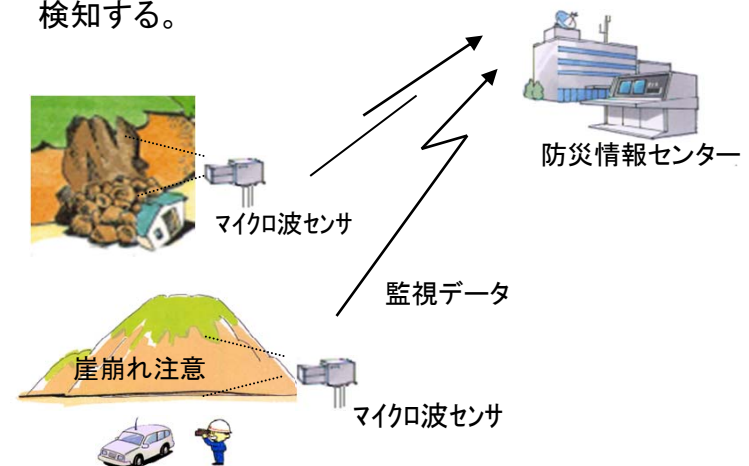 検知する。
防災情報センター
マイクロ波センサ
監視データ
崖崩れ注意
マイクロ波センサ